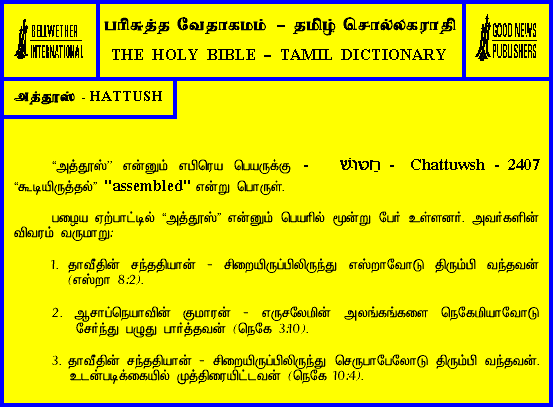 BELLWETHER
INTERNATIONAL
பரிசுத்த வேதாகமம் – தமிழ் சொல்லகராதி
THE HOLY BIBLE – TAMIL DICTIONARY
GOOD NEWS
PUBLISHERS
அத்தூஸ் - HATTUSH
“அத்தூஸ்” என்னும் எபிரெய பெயருக்கு - חטושׁ - Chattuwsh - 2407
“கூடியிருத்தல்” "assembled" என்று பொருள்.
பழைய ஏற்பாட்டில் “அத்தூஸ்” என்னும் பெயரில் மூன்று பேர் உள்ளனர். அவர்களின்
விவரம் வருமாறு:
1. தாவீதின் சந்ததியான் - சிறையிருப்பிலிருந்து எஸ்றாவோடு திரும்பி வந்தவன்
(எஸ்றா 8:2).
2. ஆசாப்நெயாவின் குமாரன் - எருசலேமின் அலங்கங்களை நெகேமியாவோடு
சேர்ந்து பழுது பார்த்தவன் (நெகே 3:10).
3. தாவீதின் சந்ததியான் - சிறையிருப்பிலிருந்து செருபாபேலோடு திரும்பி வந்தவன்.
உடன்படிக்கையில் முத்திரையிட்டவன் (நெகே 10:4).